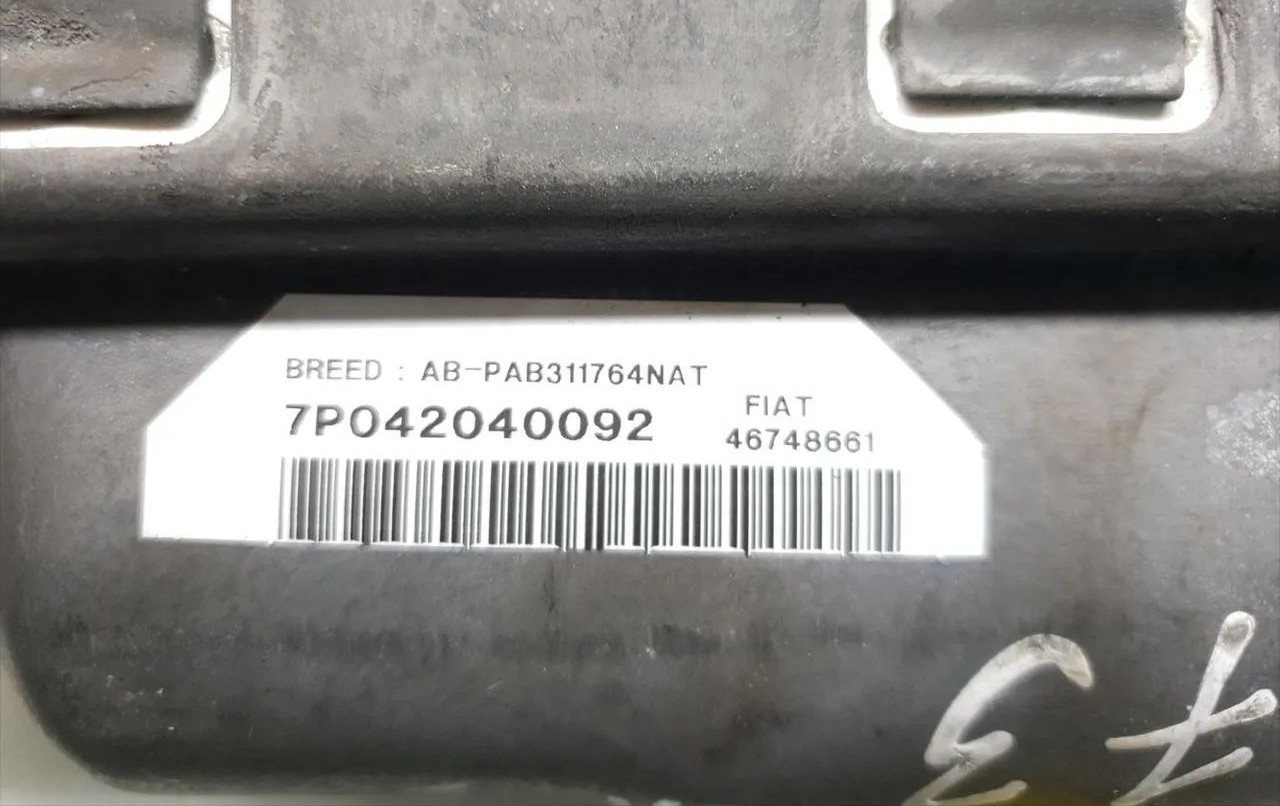 BREED : AB-PAB311764NAT
7P042040092
FIAT
46748661